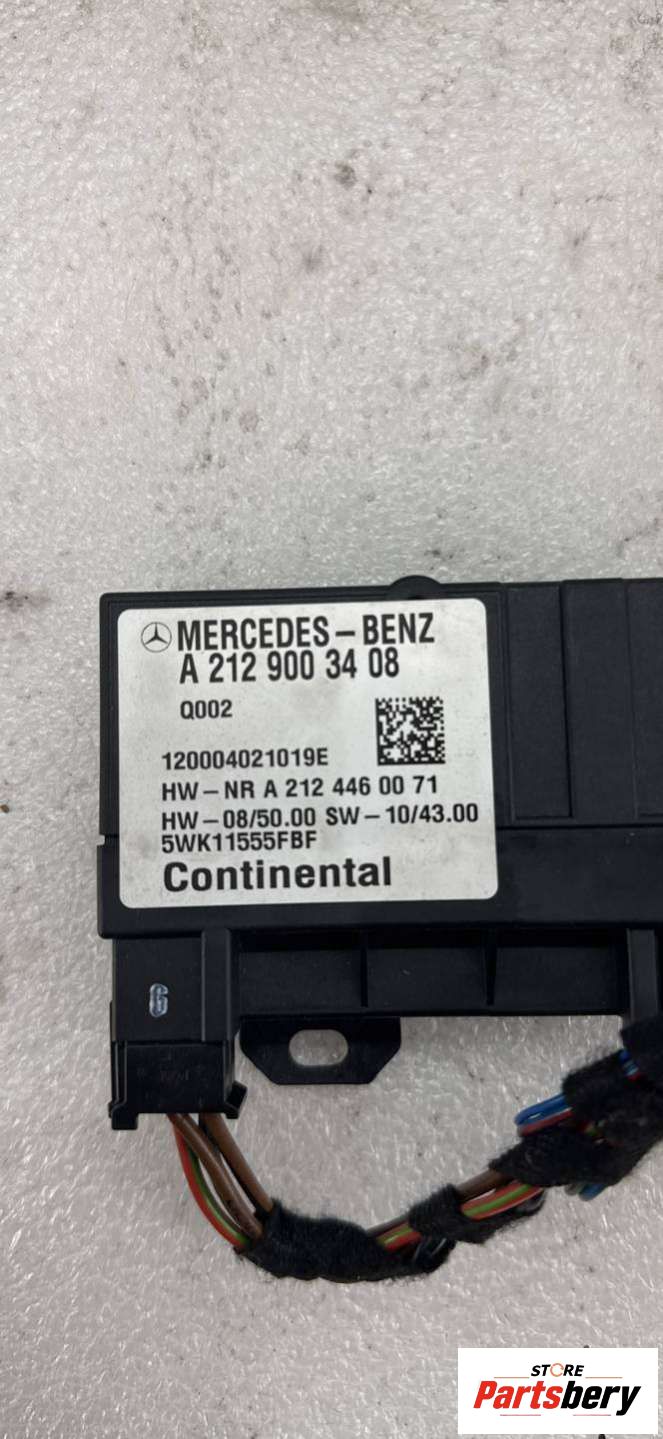 MERCEDES-BENZ
A 212 900 34 08
Q002
120004021019E
HW-NR A 212 446 00 71
HW-08/50.00 SW-10/43.00
5WK11555FBF
Continental
STORE
Partsbery